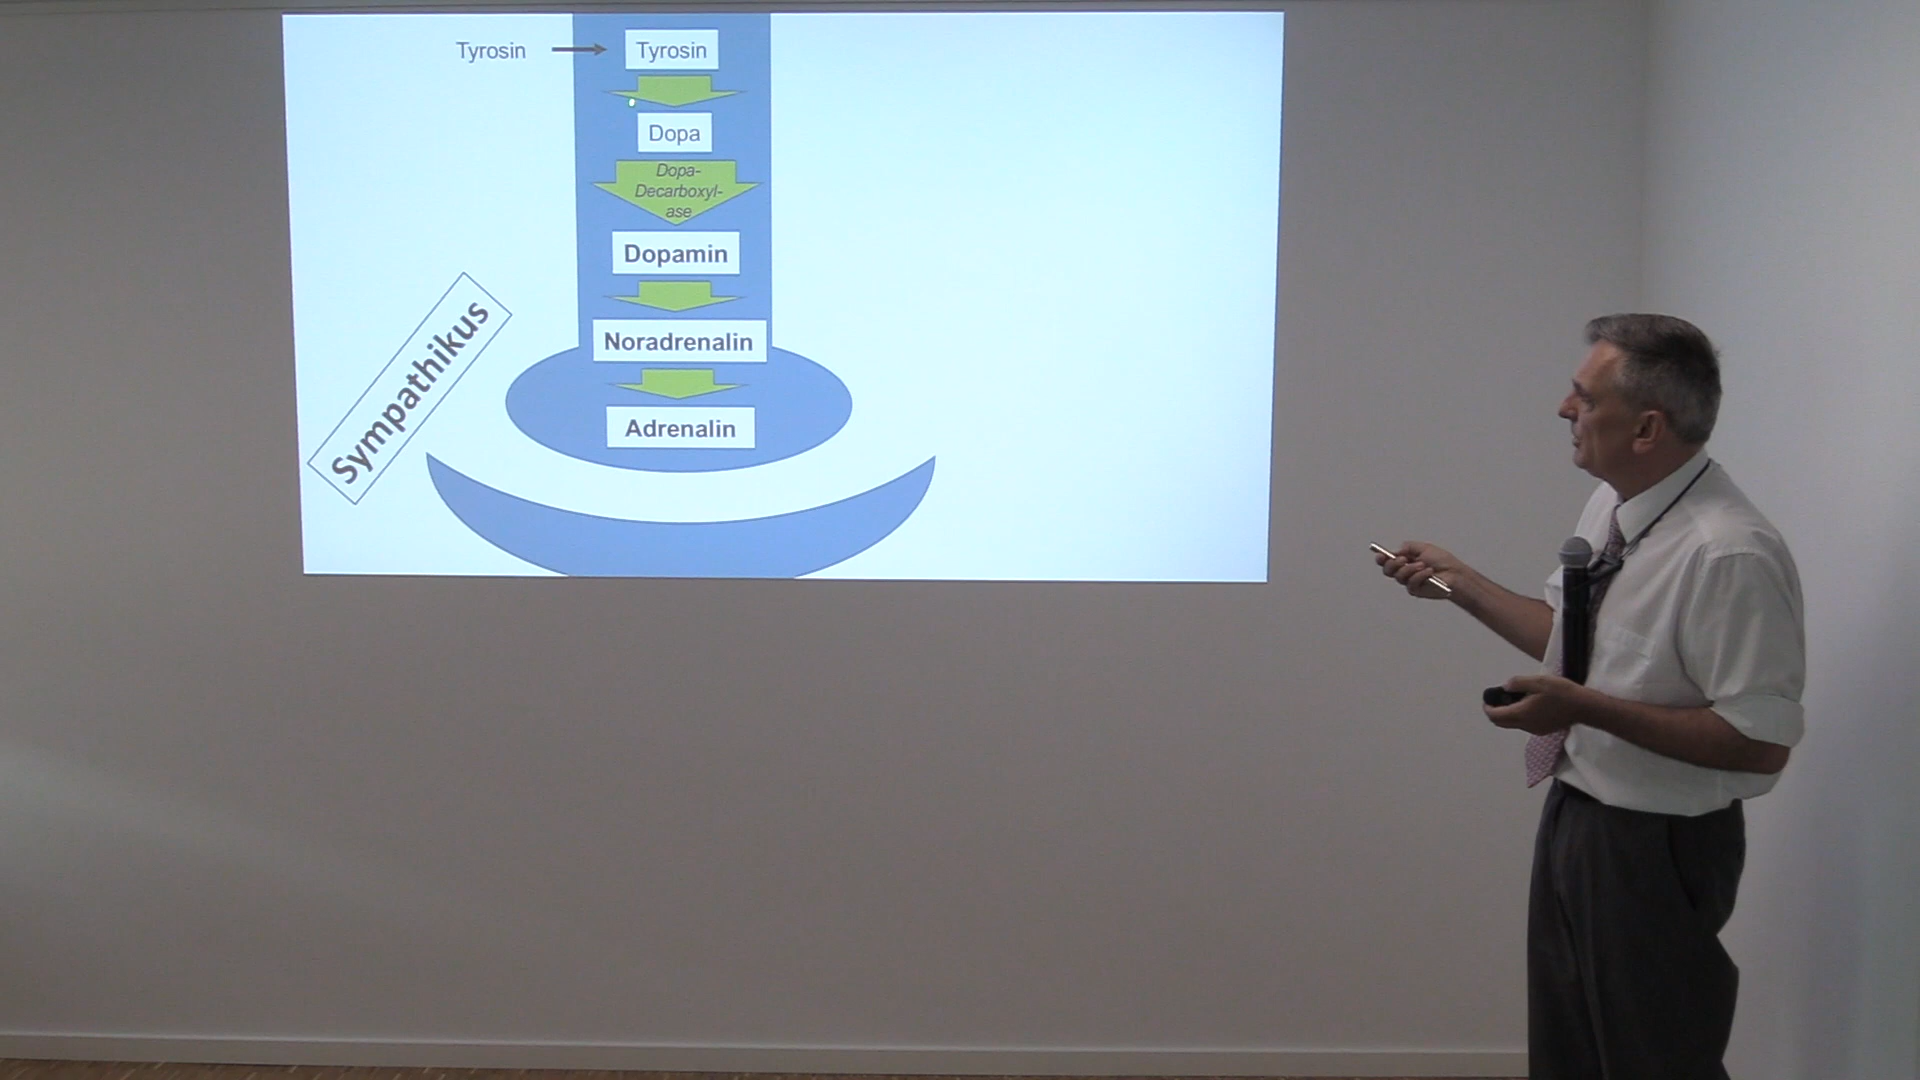 Tyrosin
Tyrosin
Dopa
Dopa-
Decarboxyl-
ase
Dopamin
Noradrenalin
Adrenalin
Sympathikus